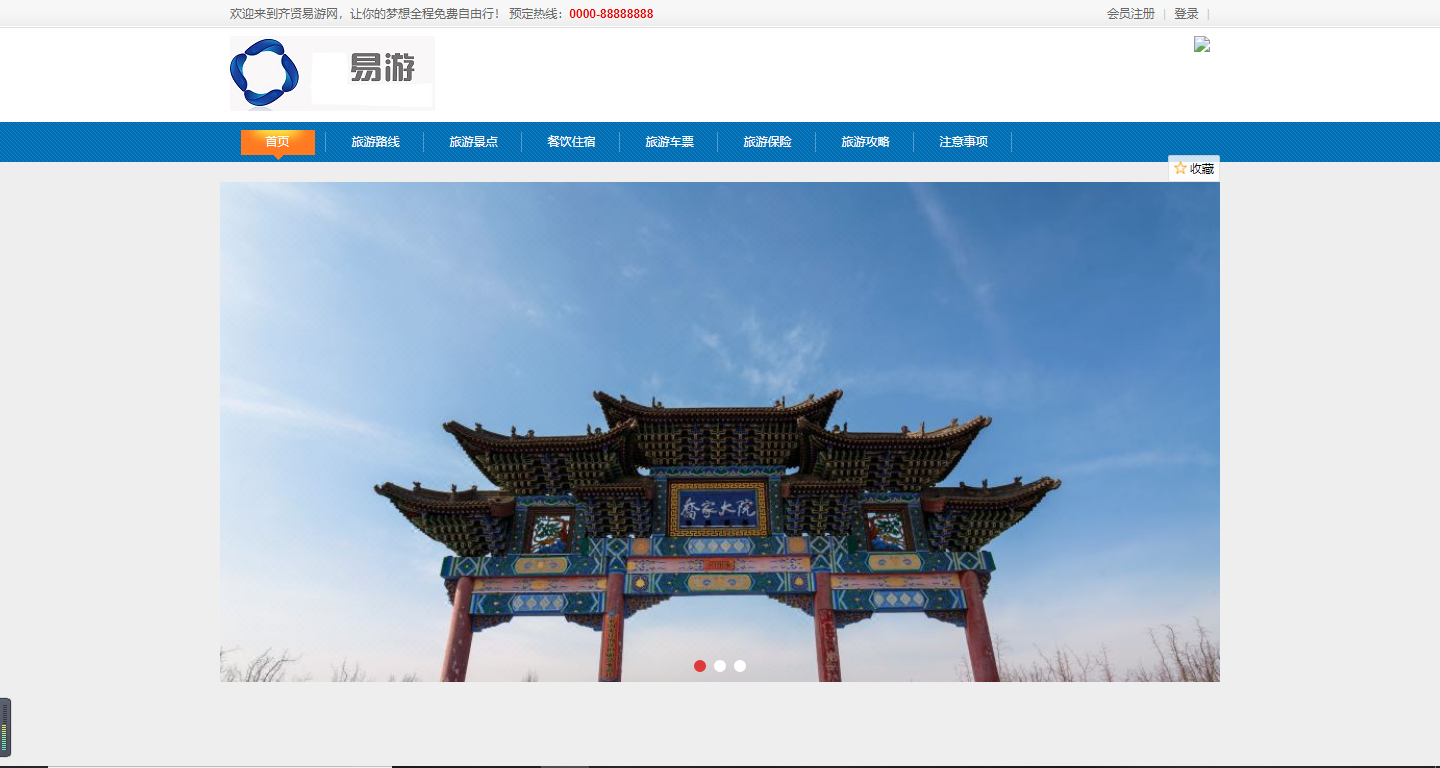 欢迎来到齐贤易游网，让你的梦想全程免费自由行！ 预定热线：0000-88888888
会员注册 | 登录 |
易游
首页 旅游路线 旅游景点 餐饮住宿 旅游车票 旅游保险 旅游攻略 注意事项
收藏
喬家大院